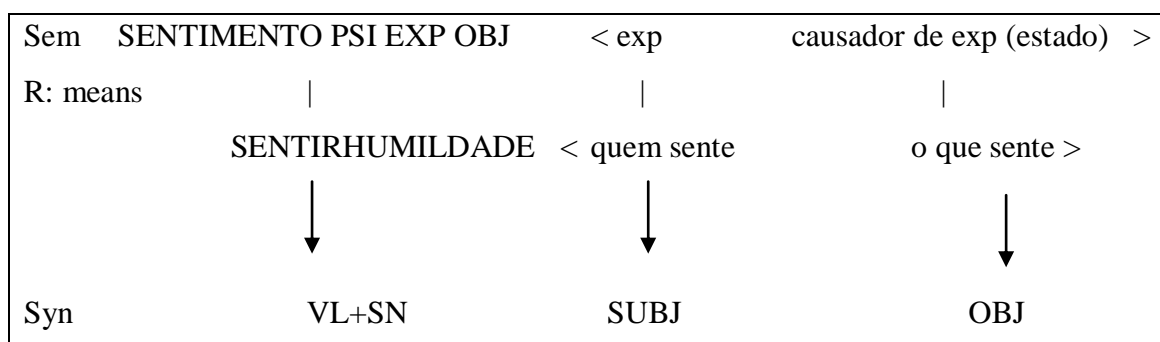 Sem SENTIMENTO PSI EXP OBJ < exp causador de exp (estado) >
R: means | | |
SENTIRHUMILDADE < quem sente o que sente >
Syn VL+SN SUBJ OBJ